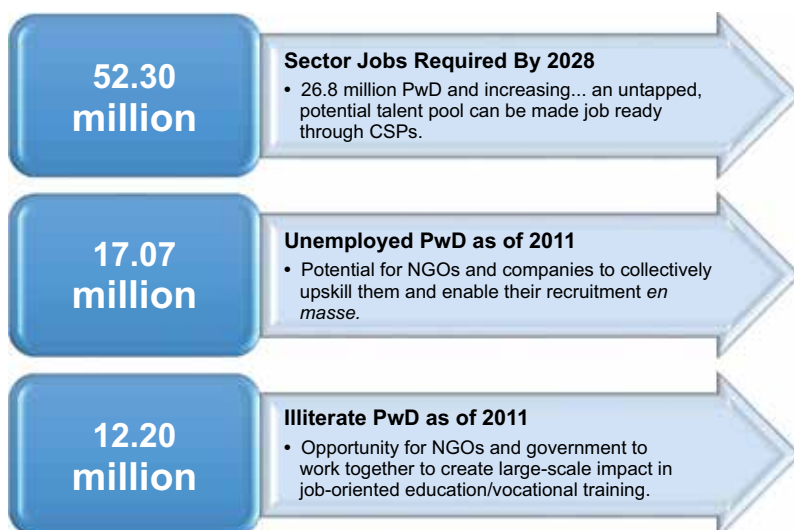 52.30
million
Sector Jobs Required By 2028
• 26.8 million PwD and increasing... an untapped,
potential talent pool can be made job ready
through CSPs.
17.07
million
Unemployed PwD as of 2011
• Potential for NGOs and companies to collectively
upskill them and enable their recruitment en
masse.
12.20
million
Illiterate PwD as of 2011
• Opportunity for NGOs and government to
work together to create large-scale impact in
job-oriented education/vocational training.